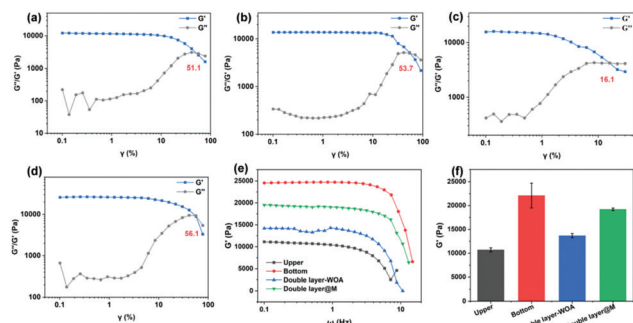 (a)
G'
G''
G''/G' (Pa)
10000
1000
100
10
0.1
1
10
100
γ (%)
51.1
(b)
G'
G''
G''/G' (Pa)
10000
1000
100
0.1
1
10
100
γ (%)
53.7
(c)
G'
G''
G''/G' (Pa)
10000
1000
0.1
1
10
γ (%)
16.1
(d)
G'
G''
G''/G' (Pa)
10000
1000
100
0.1
1
10
100
γ (%)
56.1
(e)
G' (Pa)
25000
20000
15000
10000
5000
0
Upper
Bottom
Double layer-WOA
Double layer@M
0.1
1
10
(Hz)
(f)
G' (Pa)
25000
20000
15000
10000
5000
0
Upper
Bottom